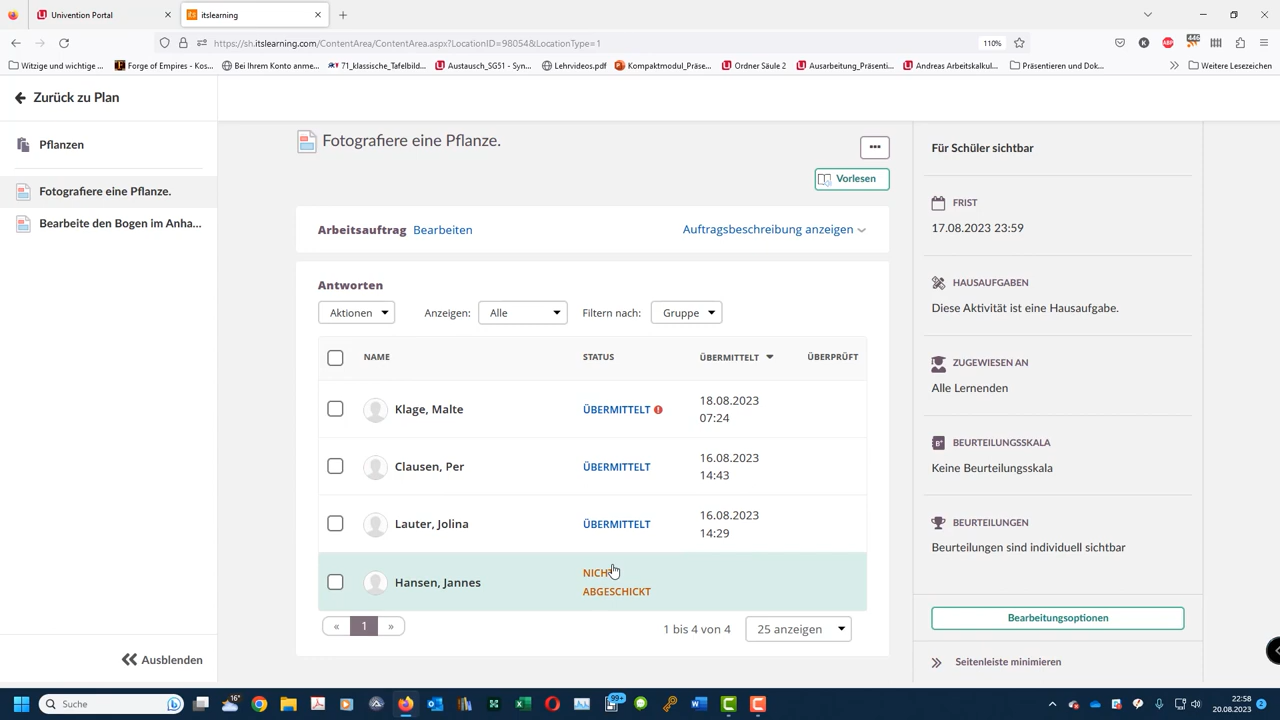 Univention Portal
itslearning
https://sh.itslearning.com/ContentArea/ContentArea.aspx?LocationID=98054&LocationType=1
110%
Witzige und wichtige ...
Forge of Empires - Kos...
Bei Ihrem Konto anme...
71_klassische_Tafelbild...
Austausch_SG51 - Syn...
Lehrvideos.pdf
Kompaktmodul_Präse...
Ordner Säule 2
Ausarbeitung_Präsenti...
Andreas Arbeitskalkul...
Präsentieren und Dok...
Weitere Lesezeichen
Zurück zu Plan
Pflanzen
Fotografiere eine Pflanze.
Bearbeite den Bogen im Anha...
Ausblenden
Fotografiere eine Pflanze.
Vorlesen
Arbeitsauftrag Bearbeiten
Auftragsbeschreibung anzeigen
Antworten
Aktionen
Anzeigen: Alle
Filtern nach: Gruppe
NAME STATUS ÜBERMITTELT ÜBERPRÜFT
Klage, Malte ÜBERMITTELT 18.08.2023
07:24
Clausen, Per ÜBERMITTELT 16.08.2023
14:43
Lauter, Jolina ÜBERMITTELT 16.08.2023
14:29
Hansen, Jannes
ABGESCHICKT
« 1 »
1 bis 4 von 4
25 anzeigen
Für Schüler sichtbar
FRIST
17.08.2023 23:59
HAUSAUFGABEN
Diese Aktivität ist eine Hausaufgabe.
ZUGEWIESEN AN
Alle Lernenden
BEURTEILUNGSSKALA
Keine Beurteilungsskala
BEURTEILUNGEN
Beurteilungen sind individuell sichtbar
Bearbeitungsoptionen
Seitenleiste minimieren
Suche
16°
99+
22:58
20.08.2023